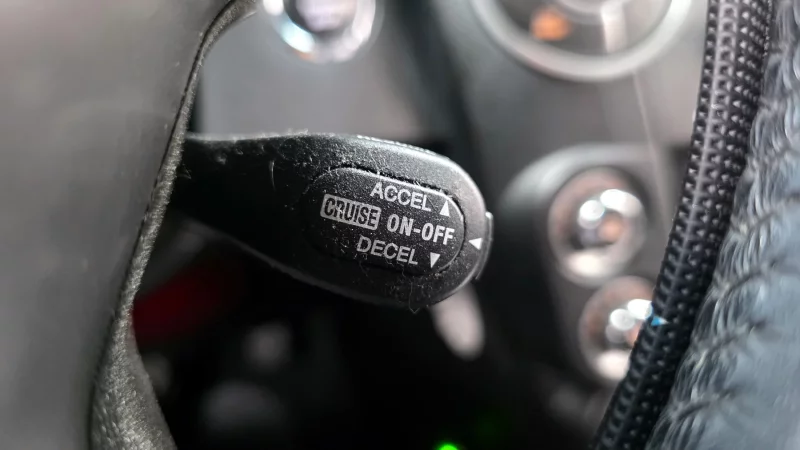 ACCEL ▲
CRUISE ON-OFF ◄
DECEL ▼